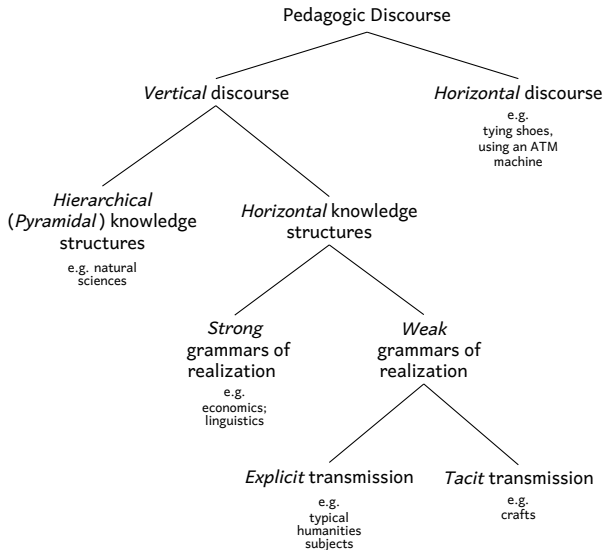 Pedagogic Discourse
Vertical discourse
Horizontal discourse
e.g.
tying shoes,
using an ATM
machine
Hierarchical
(Pyramidal) knowledge
structures
e.g. natural
sciences
Horizontal knowledge
structures
Strong
grammars of
realization
e.g.
economics;
linguistics
Weak
grammars of
realization
Explicit transmission
e.g.
typical
humanities
subjects
Tacit transmission
e.g.
crafts